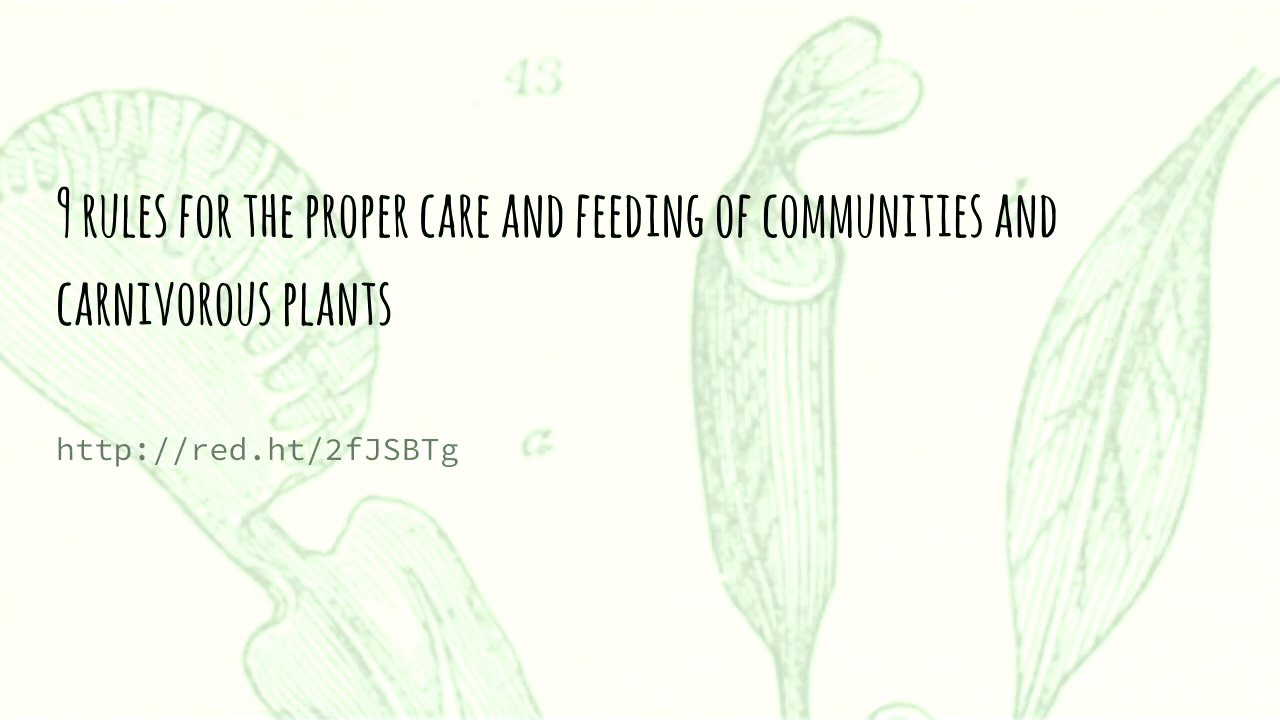 43
9 RULES FOR THE PROPER CARE AND FEEDING OF COMMUNITIES AND
CARNIVOROUS PLANTS
http://red.ht/2fJSBTg
a